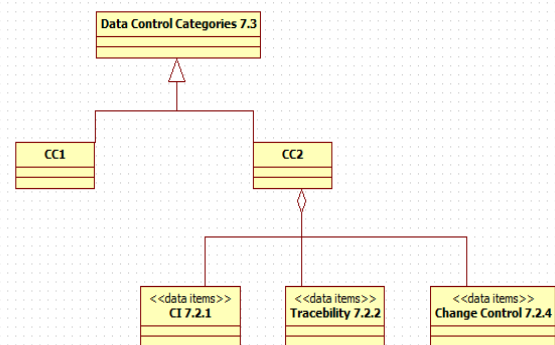 Data Control Categories 7.3
CC1
CC2
<<data items>>
CI 7.2.1
<<data items>>
Tracebility 7.2.2
<<data items>>
Change Control 7.2.4